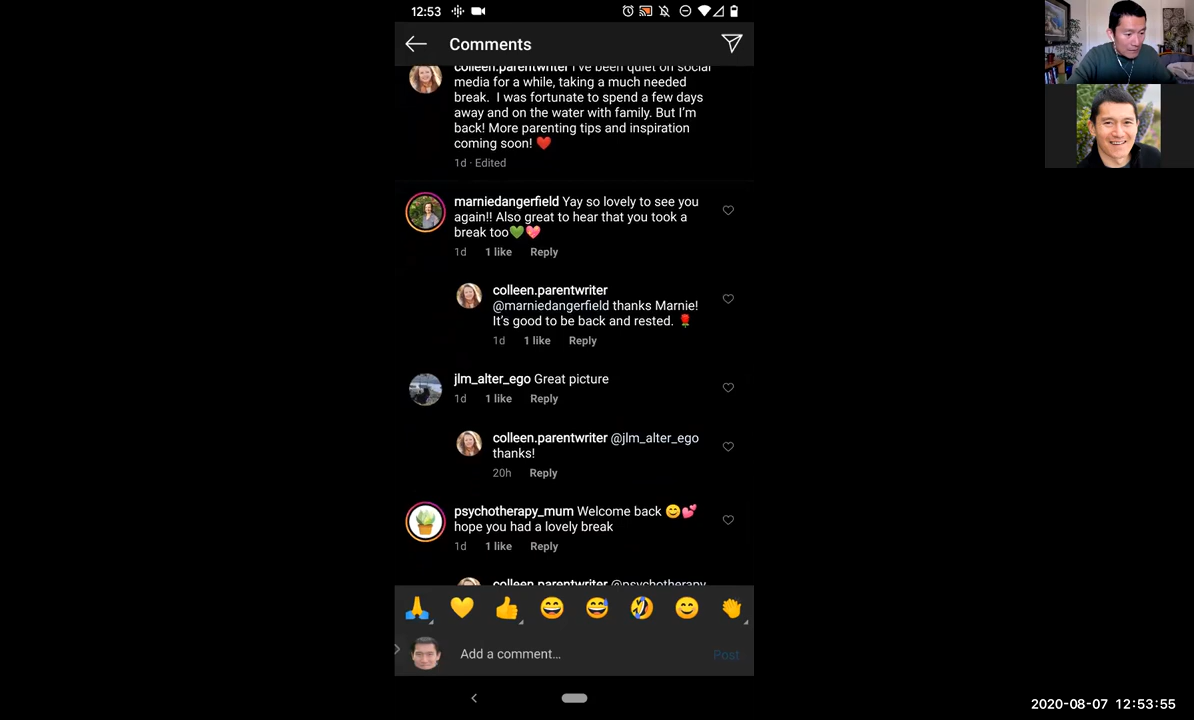 12:53
Comments
colleen.parentwriter I've been quiet on social
media for a while, taking a much needed
break. I was fortunate to spend a few days
away and on the water with family. But I'm
back! More parenting tips and inspiration
coming soon! ❤️
1d · Edited
marniedangerfield Yay so lovely to see you
again!! Also great to hear that you took a
break too💚💖
1d 1 like Reply
colleen.parentwriter
@marniedangerfield thanks Marnie!
It's good to be back and rested. 🌹
1d 1 like Reply
jlm_alter_ego Great picture
1d 1 like Reply
colleen.parentwriter @jlm_alter_ego
thanks!
20h Reply
psychotherapy_mum Welcome back 😊💕
hope you had a lovely break
1d 1 like Reply
colleen.parentwriter @psychotherapy
Add a comment... Post
2020-08-07 12:53:55